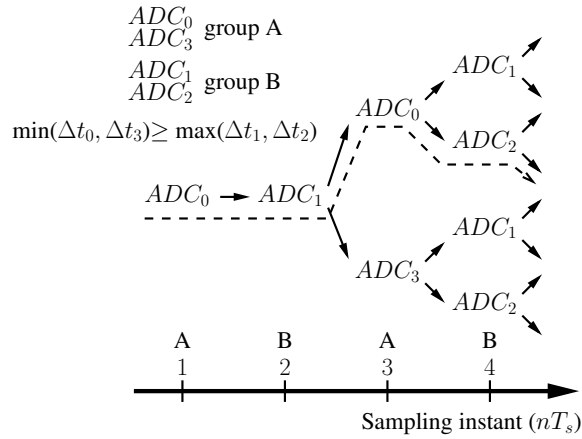 ADC₀
ADC₃ group A
ADC₁
ADC₂ group B
min(Δt₀, Δt₃)≥ max(Δt₁, Δt₂)
ADC₁
ADC₀
ADC₂
ADC₀ ADC₁
ADC₁
ADC₃
ADC₂
A B A B
1 2 3 4
Sampling instant (nTₛ)